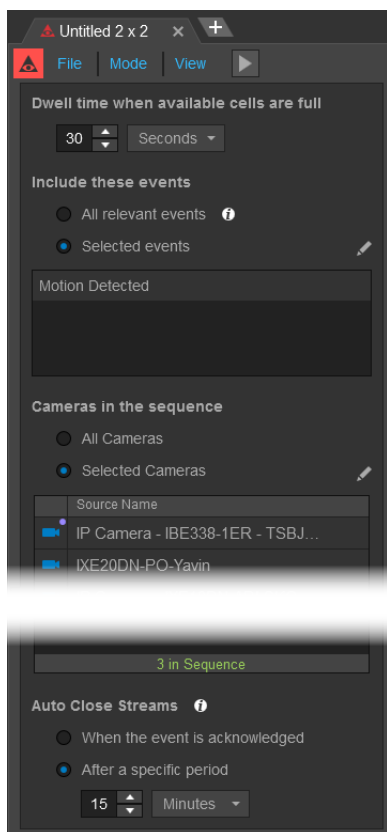 Untitled 2 x 2
File Mode View
Dwell time when available cells are full
30 Seconds
Include these events
All relevant events
Selected events
Motion Detected
Cameras in the sequence
All Cameras
Selected Cameras
Source Name
IP Camera - IBE338-1ER - TSBJ...
IXE20DN-PO-Yavin
3 in Sequence
Auto Close Streams
When the event is acknowledged
After a specific period
15 Minutes